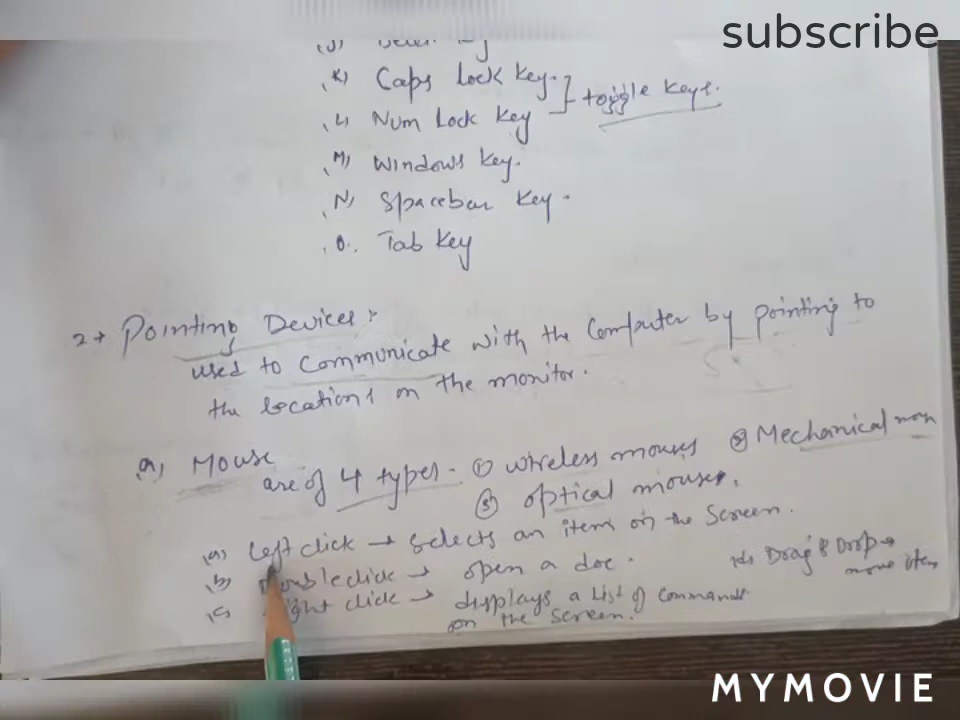 subscribe
(K) Caps Lock key.
(L) Num Lock key } toggle keys.
(M) Windows key.
(N) Spacebar key.
O. Tab key
2→ Pointing Devices:
used to communicate with the computer by pointing to
the locations on the monitor.
(a) Mouse
are of 4 types. ① wireless mouses ② Mechanical
③ optical mouses.
(a) left click → selects an items on the screen.
(b) Double click → open a doc. (d) Drag & Drop →
move item
(c) Right click → displays a list of commands
on the screen.
MYMOVIE